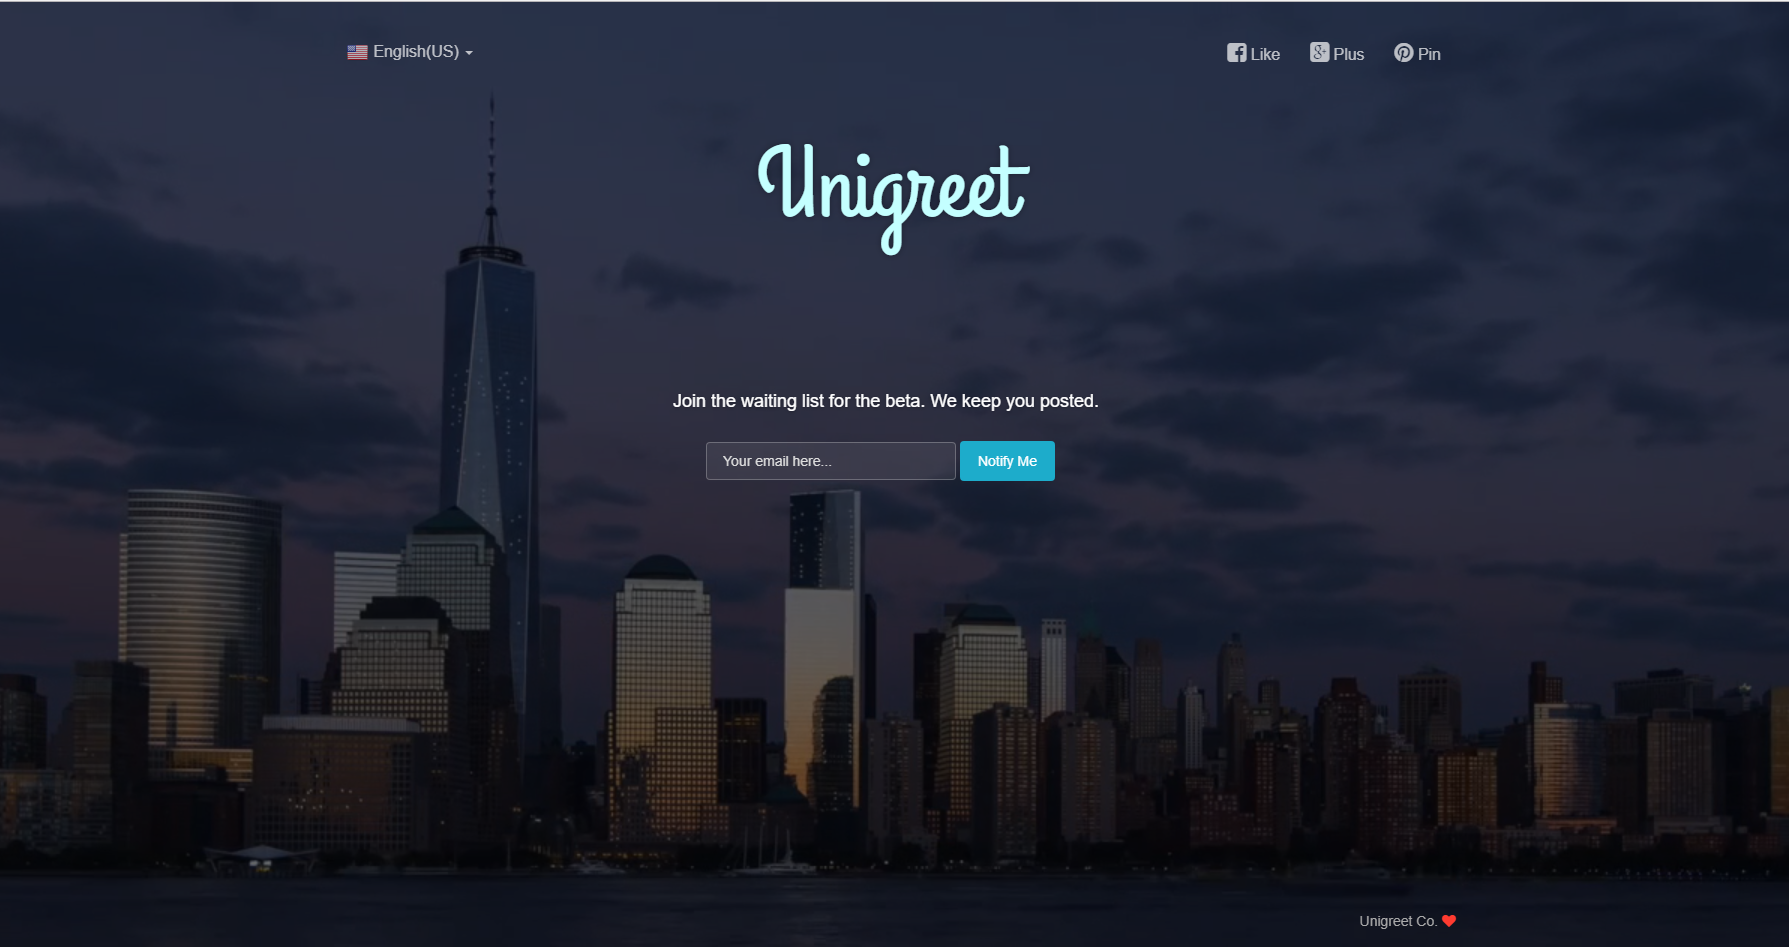 English(US)
Like
Plus
Pin
Unigreet
Join the waiting list for the beta. We keep you posted.
Your email here...
Notify Me
Unigreet Co.